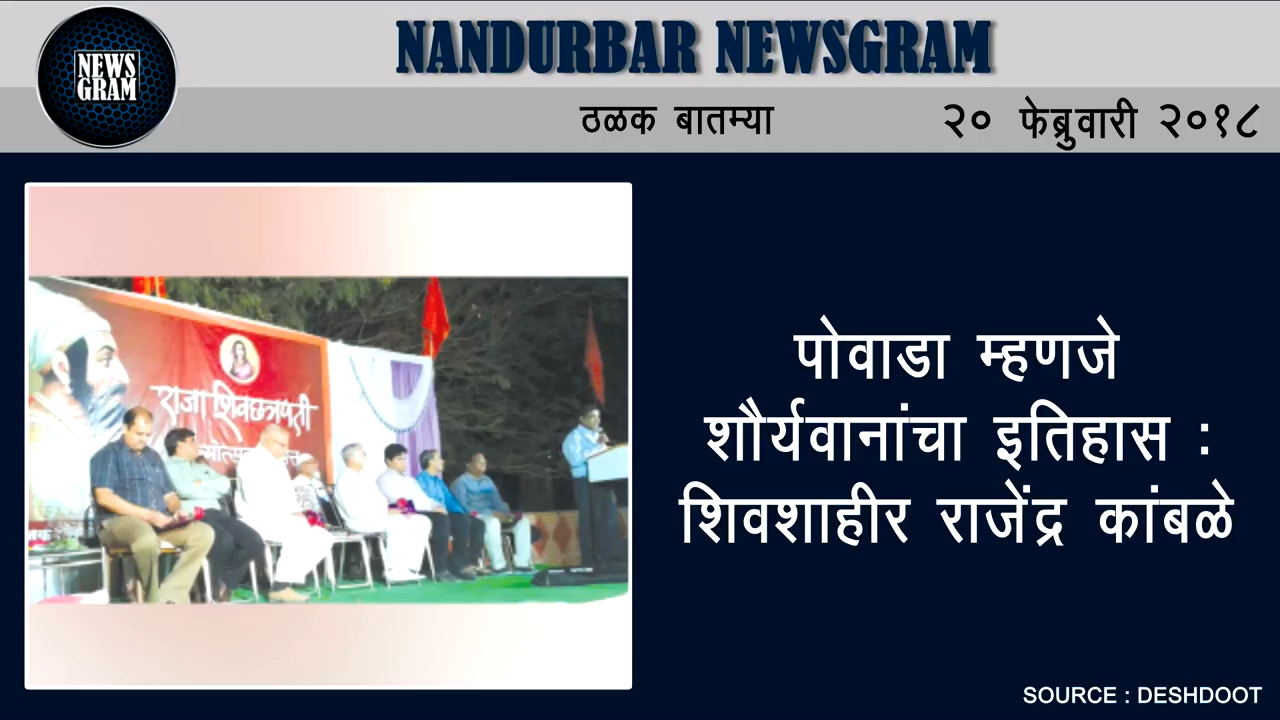 NEWS
GRAM
NANDURBAR NEWSGRAM
ठळक बातम्या
२० फेब्रुवारी २०१८
राजा शिवछत्रपती
पोवाडा म्हणजे
शौर्यवानांचा इतिहास :
शिवशाहीर राजेंद्र कांबळे
SOURCE : DESHDOOT